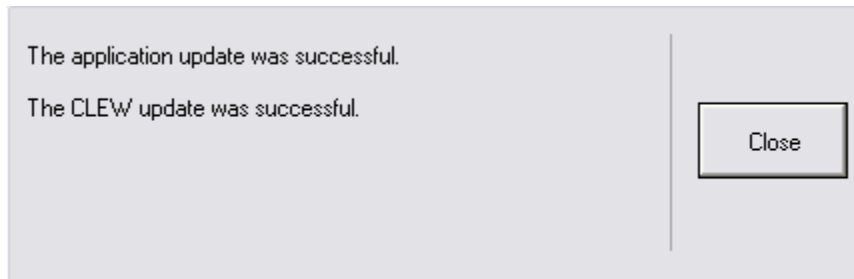 The application update was successful.
The CLEW update was successful.
Close